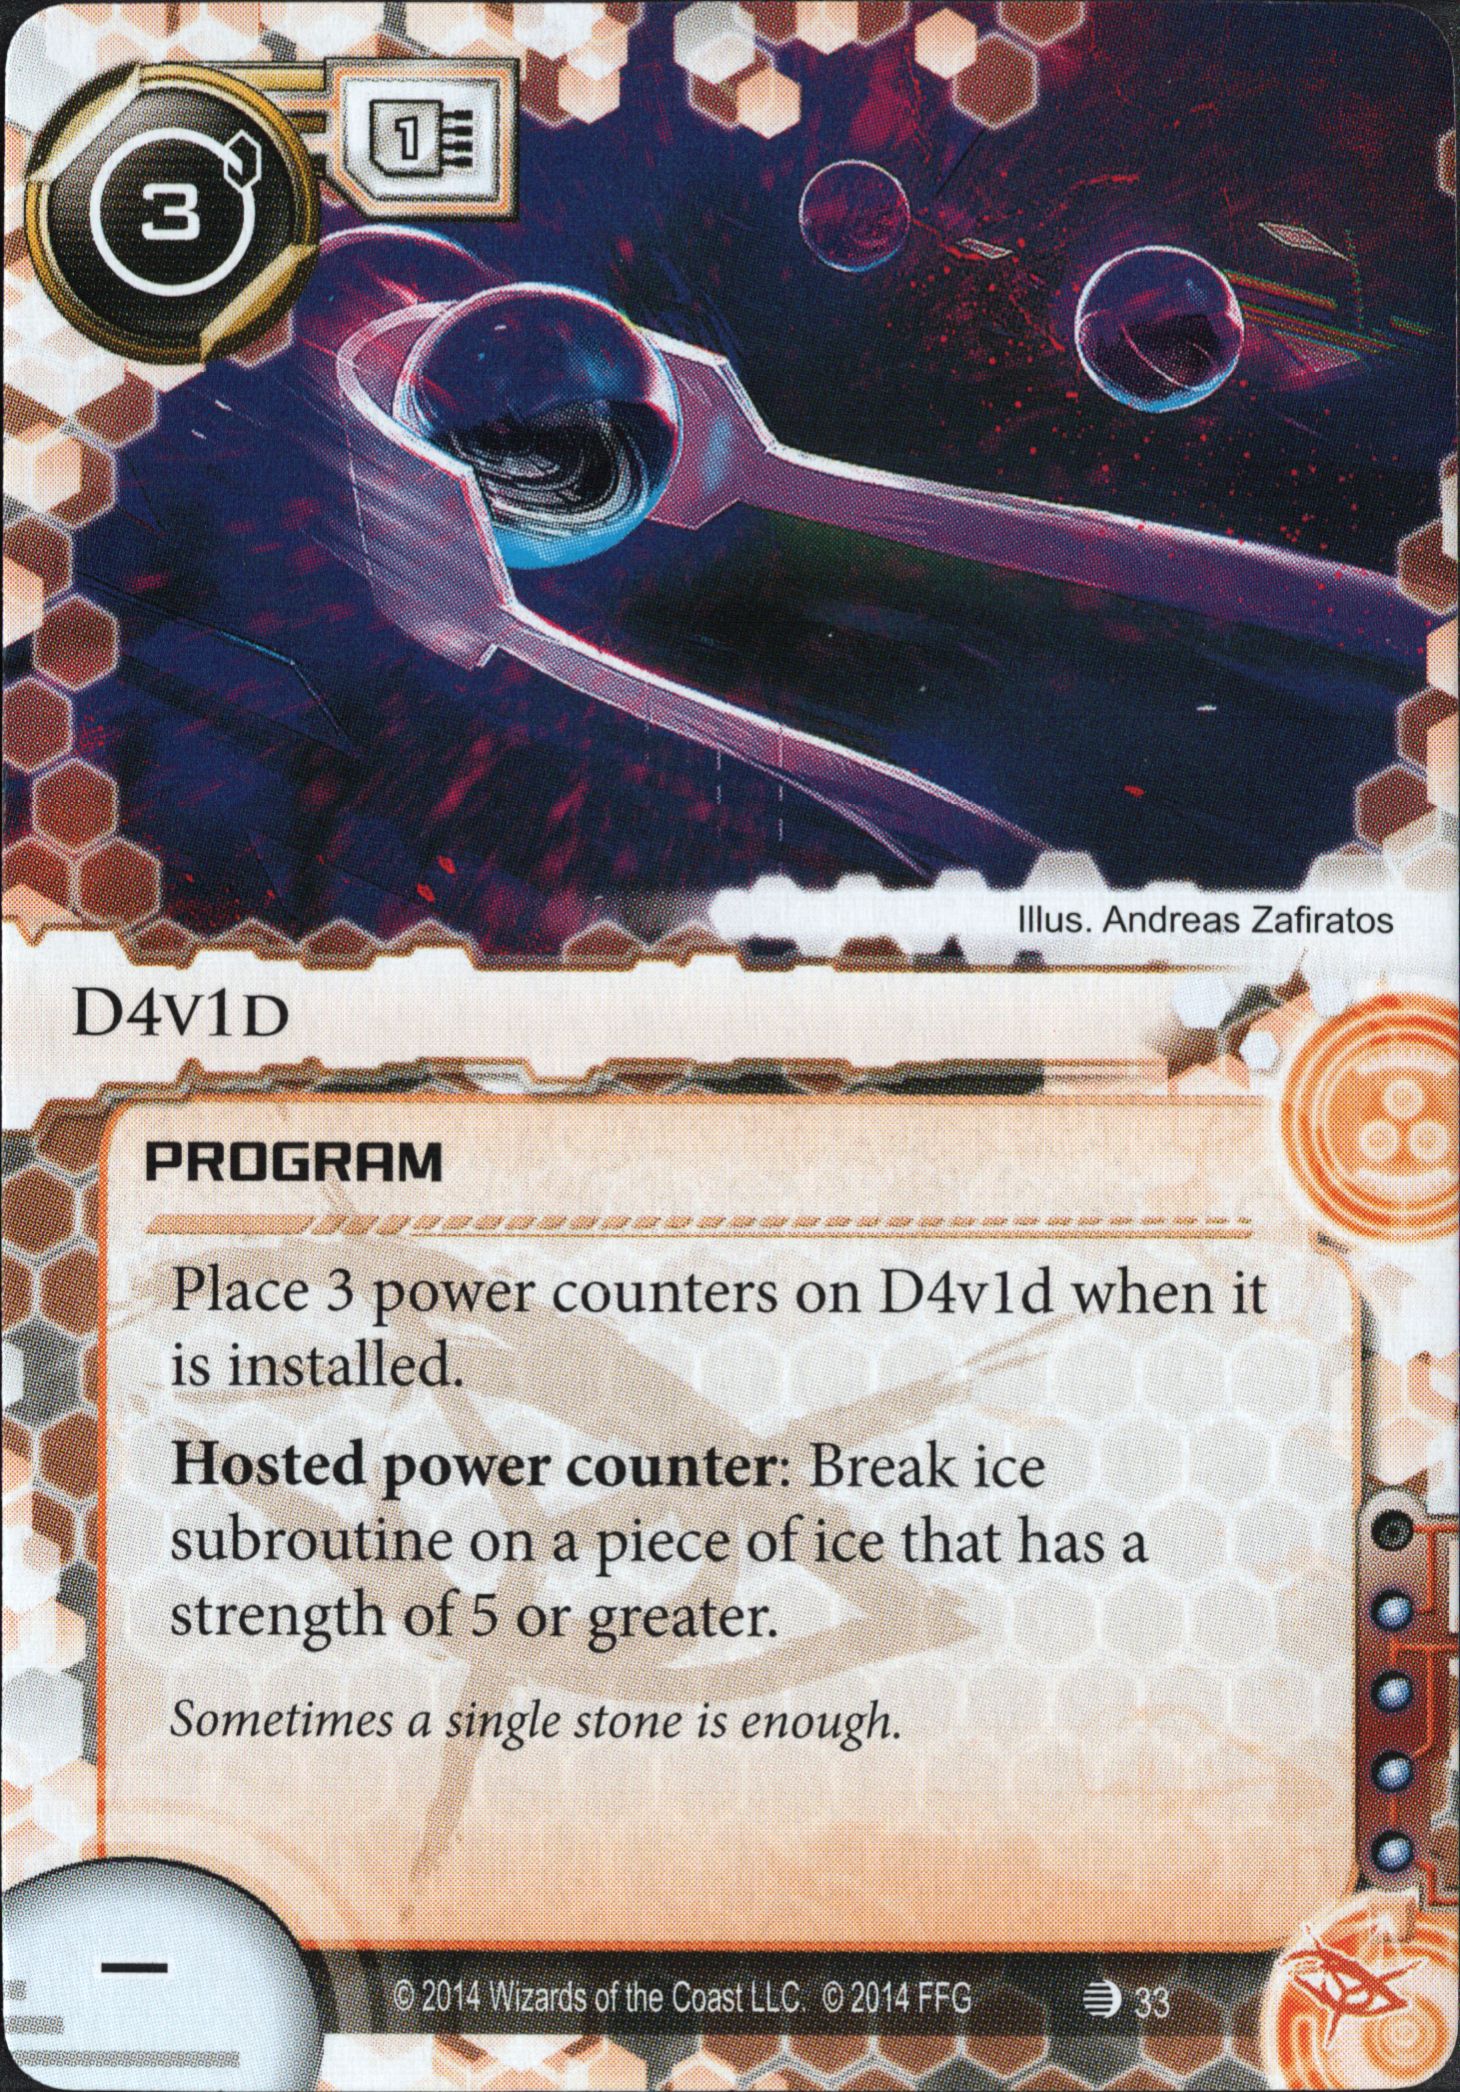 3
1
Illus. Andreas Zafiratos
D4v1d
PROGRAM
Place 3 power counters on D4v1d when it
is installed.
Hosted power counter: Break ice
subroutine on a piece of ice that has a
strength of 5 or greater.
Sometimes a single stone is enough.
–
© 2014 Wizards of the Coast LLC. © 2014 FFG 33